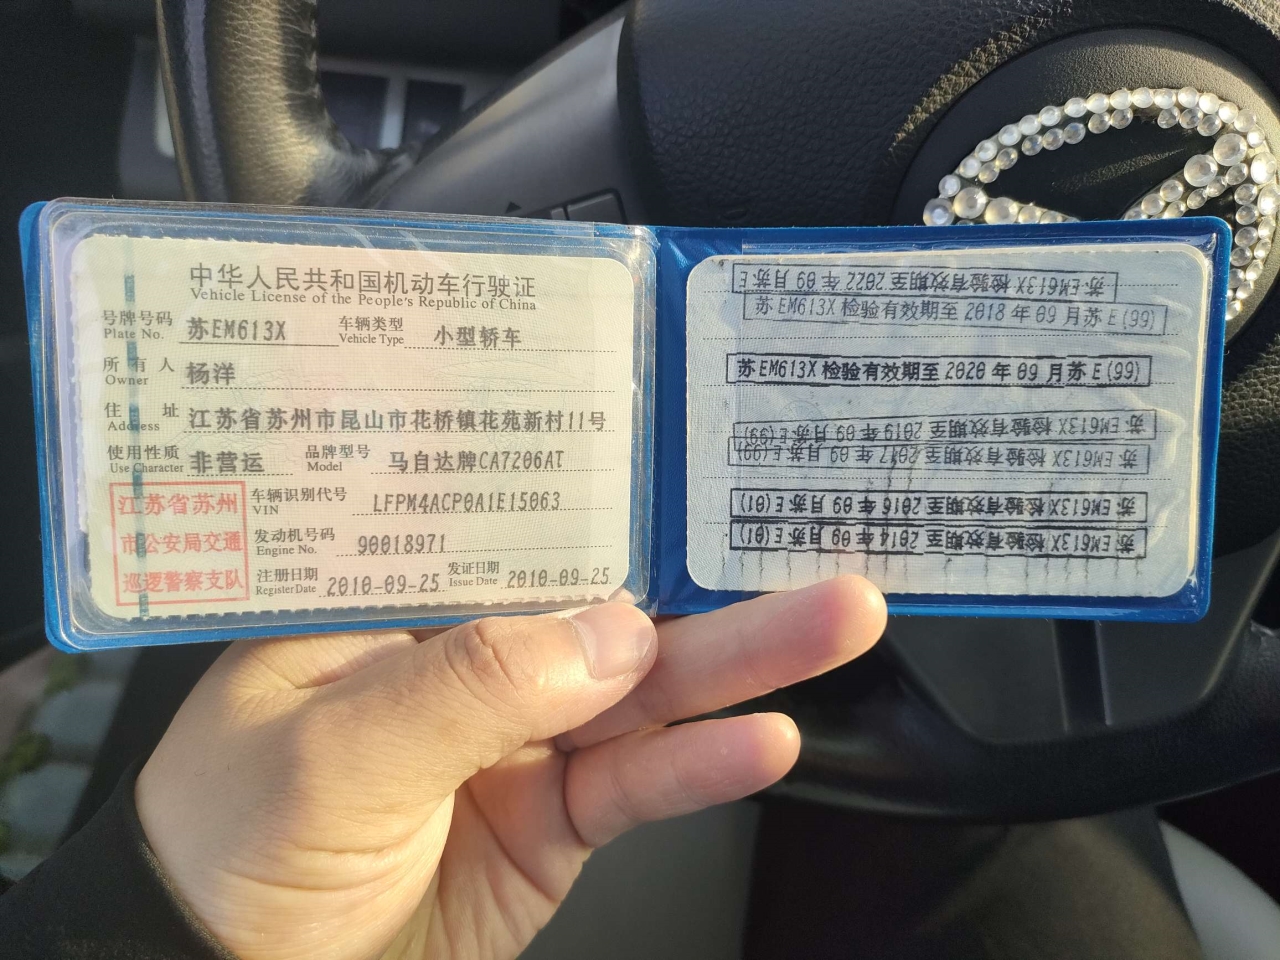 中华人民共和国机动车行驶证
Vehicle License of the People's Republic of China
号牌号码 苏EM613X 车辆类型 小型轿车
Plate No. Vehicle Type
所有人 杨洋
Owner
住址 江苏省苏州市昆山市花桥镇花苑新村11号
Address
使用性质 非营运 品牌型号 马自达牌CA7206AT
Use Character Model
江苏省苏州
市公安局交通
巡逻警察支队
车辆识别代号 LFPM4ACP0A1E15063
VIN
发动机号码 90018971
Engine No.
注册日期 2010-09-25 发证日期 2010-09-25
Register Date Issue Date
苏EM613X 检验有效期至 2022 年 09 月 苏E
苏EM613X 检验有效期至 2018 年 09 月 苏E(99)
苏EM613X 检验有效期至 2020 年 09 月 苏E(99)
苏EM613X 检验有效期至 2019 年 09 月 苏E(99)
苏EM613X 检验有效期至 2017 年 09 月 苏E(99)
苏EM613X 检验有效期至 2016 年 09 月 苏E(01)
苏EM613X 检验有效期至 2014 年 09 月 苏E(01)